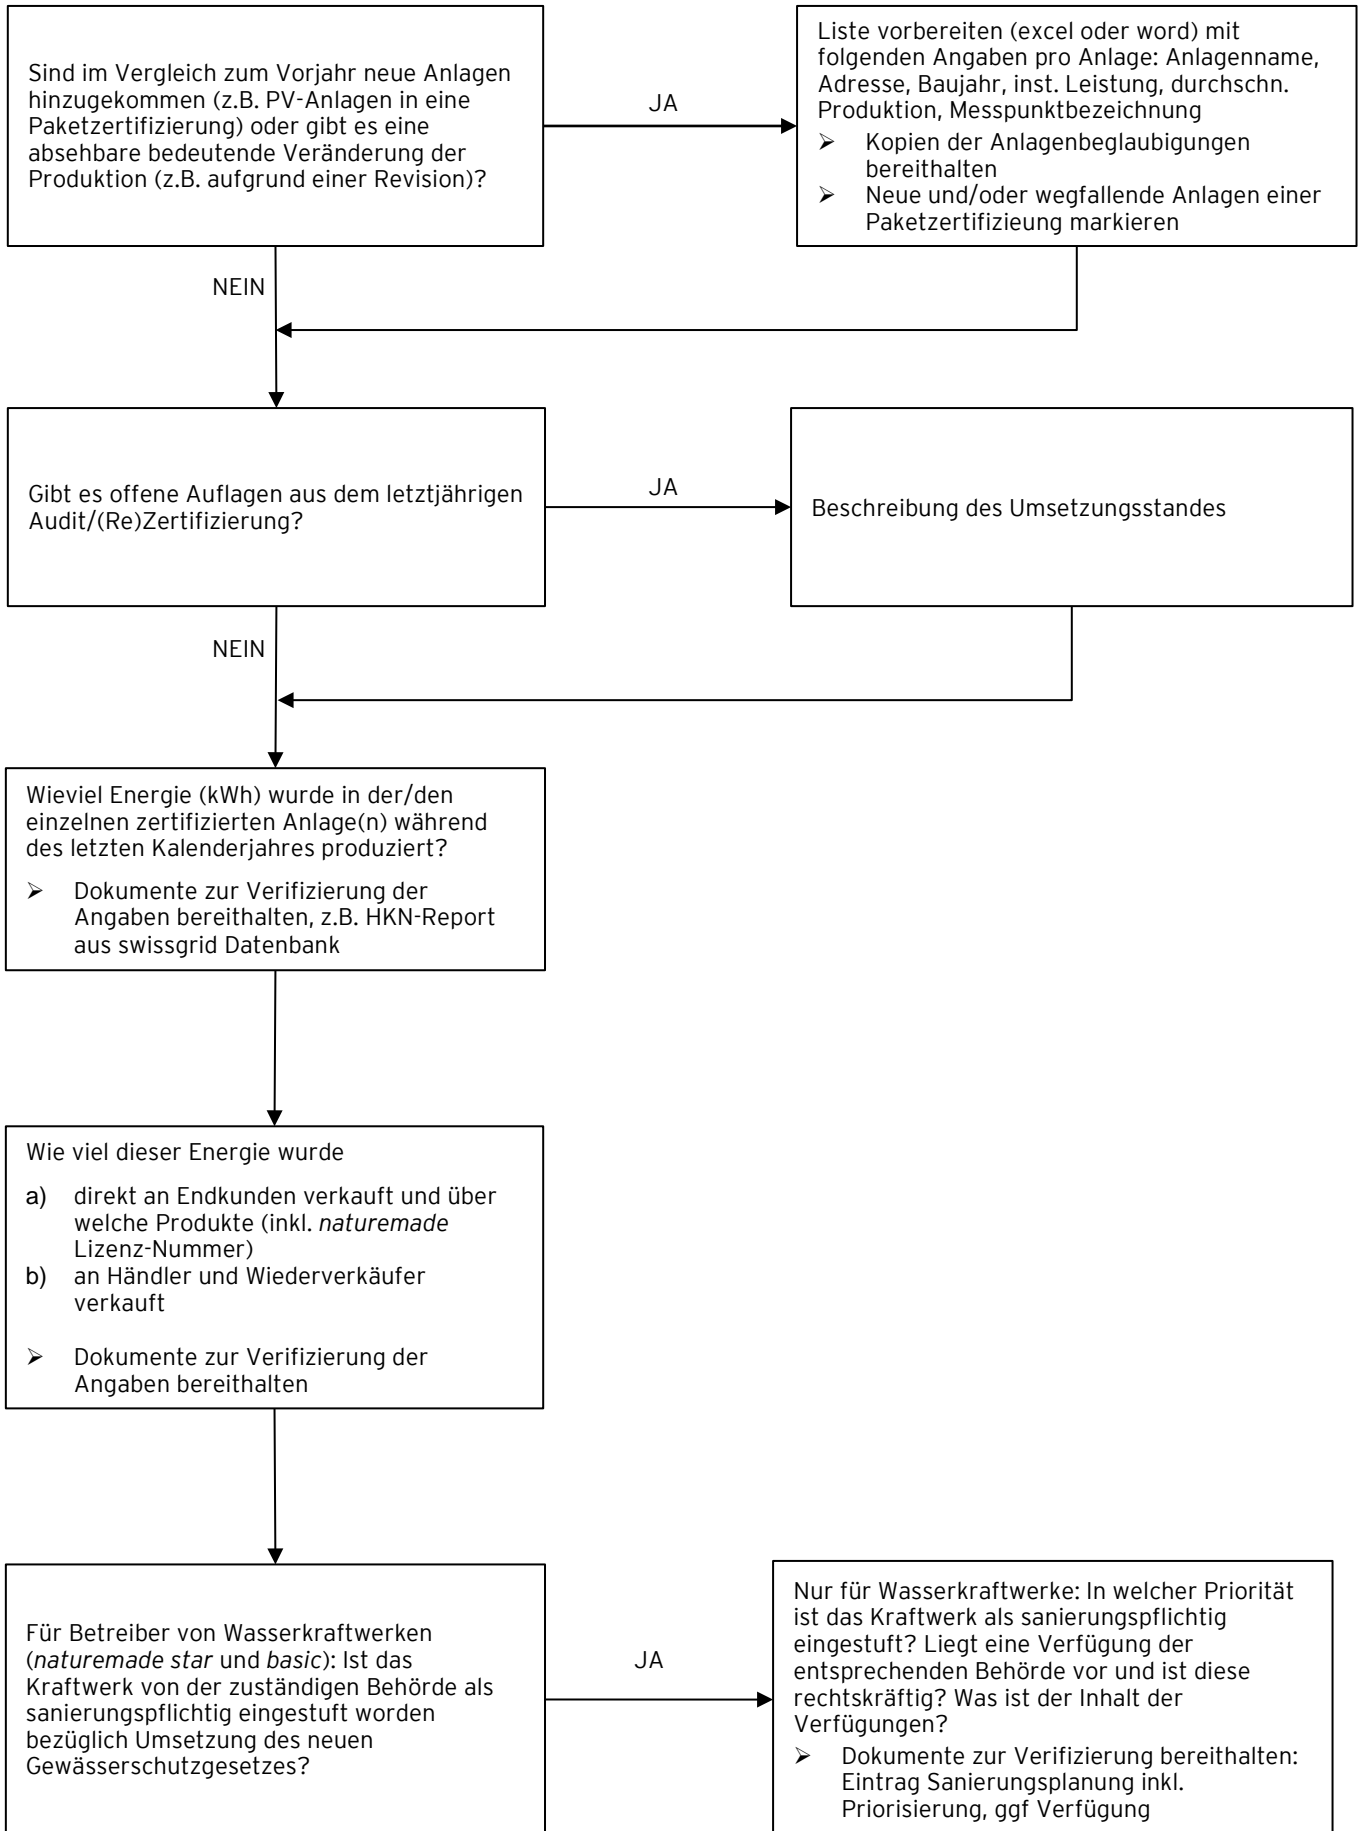 Sind im Vergleich zum Vorjahr neue Anlagen
hinzugekommen (z.B. PV-Anlagen in eine
Paketzertifizierung) oder gibt es eine
absehbare bedeutende Veränderung der
Produktion (z.B. aufgrund einer Revision)?
JA
Liste vorbereiten (excel oder word) mit
folgenden Angaben pro Anlage: Anlagenname,
Adresse, Baujahr, inst. Leistung, durchschn.
Produktion, Messpunktbezeichnung
➢ Kopien der Anlagenbeglaubigungen
bereithalten
➢ Neue und/oder wegfallende Anlagen einer
Paketzertifizieung markieren
NEIN
Gibt es offene Auflagen aus dem letztjährigen
Audit/(Re)Zertifizierung?
JA
Beschreibung des Umsetzungsstandes
NEIN
Wieviel Energie (kWh) wurde in der/den
einzelnen zertifizierten Anlage(n) während
des letzten Kalenderjahres produziert?
➢ Dokumente zur Verifizierung der
Angaben bereithalten, z.B. HKN-Report
aus swissgrid Datenbank
Wie viel dieser Energie wurde
a) direkt an Endkunden verkauft und über
welche Produkte (inkl. naturemade
Lizenz-Nummer)
b) an Händler und Wiederverkäufer
verkauft
➢ Dokumente zur Verifizierung der
Angaben bereithalten
Für Betreiber von Wasserkraftwerken
(naturemade star und basic): Ist das
Kraftwerk von der zuständigen Behörde als
sanierungspflichtig eingestuft worden
bezüglich Umsetzung des neuen
Gewässerschutzgesetzes?
JA
Nur für Wasserkraftwerke: In welcher Priorität
ist das Kraftwerk als sanierungspflichtig
eingestuft? Liegt eine Verfügung der
entsprechenden Behörde vor und ist diese
rechtskräftig? Was ist der Inhalt der
Verfügungen?
➢ Dokumente zur Verifizierung bereithalten:
Eintrag Sanierungsplanung inkl.
Priorisierung, ggf Verfügung